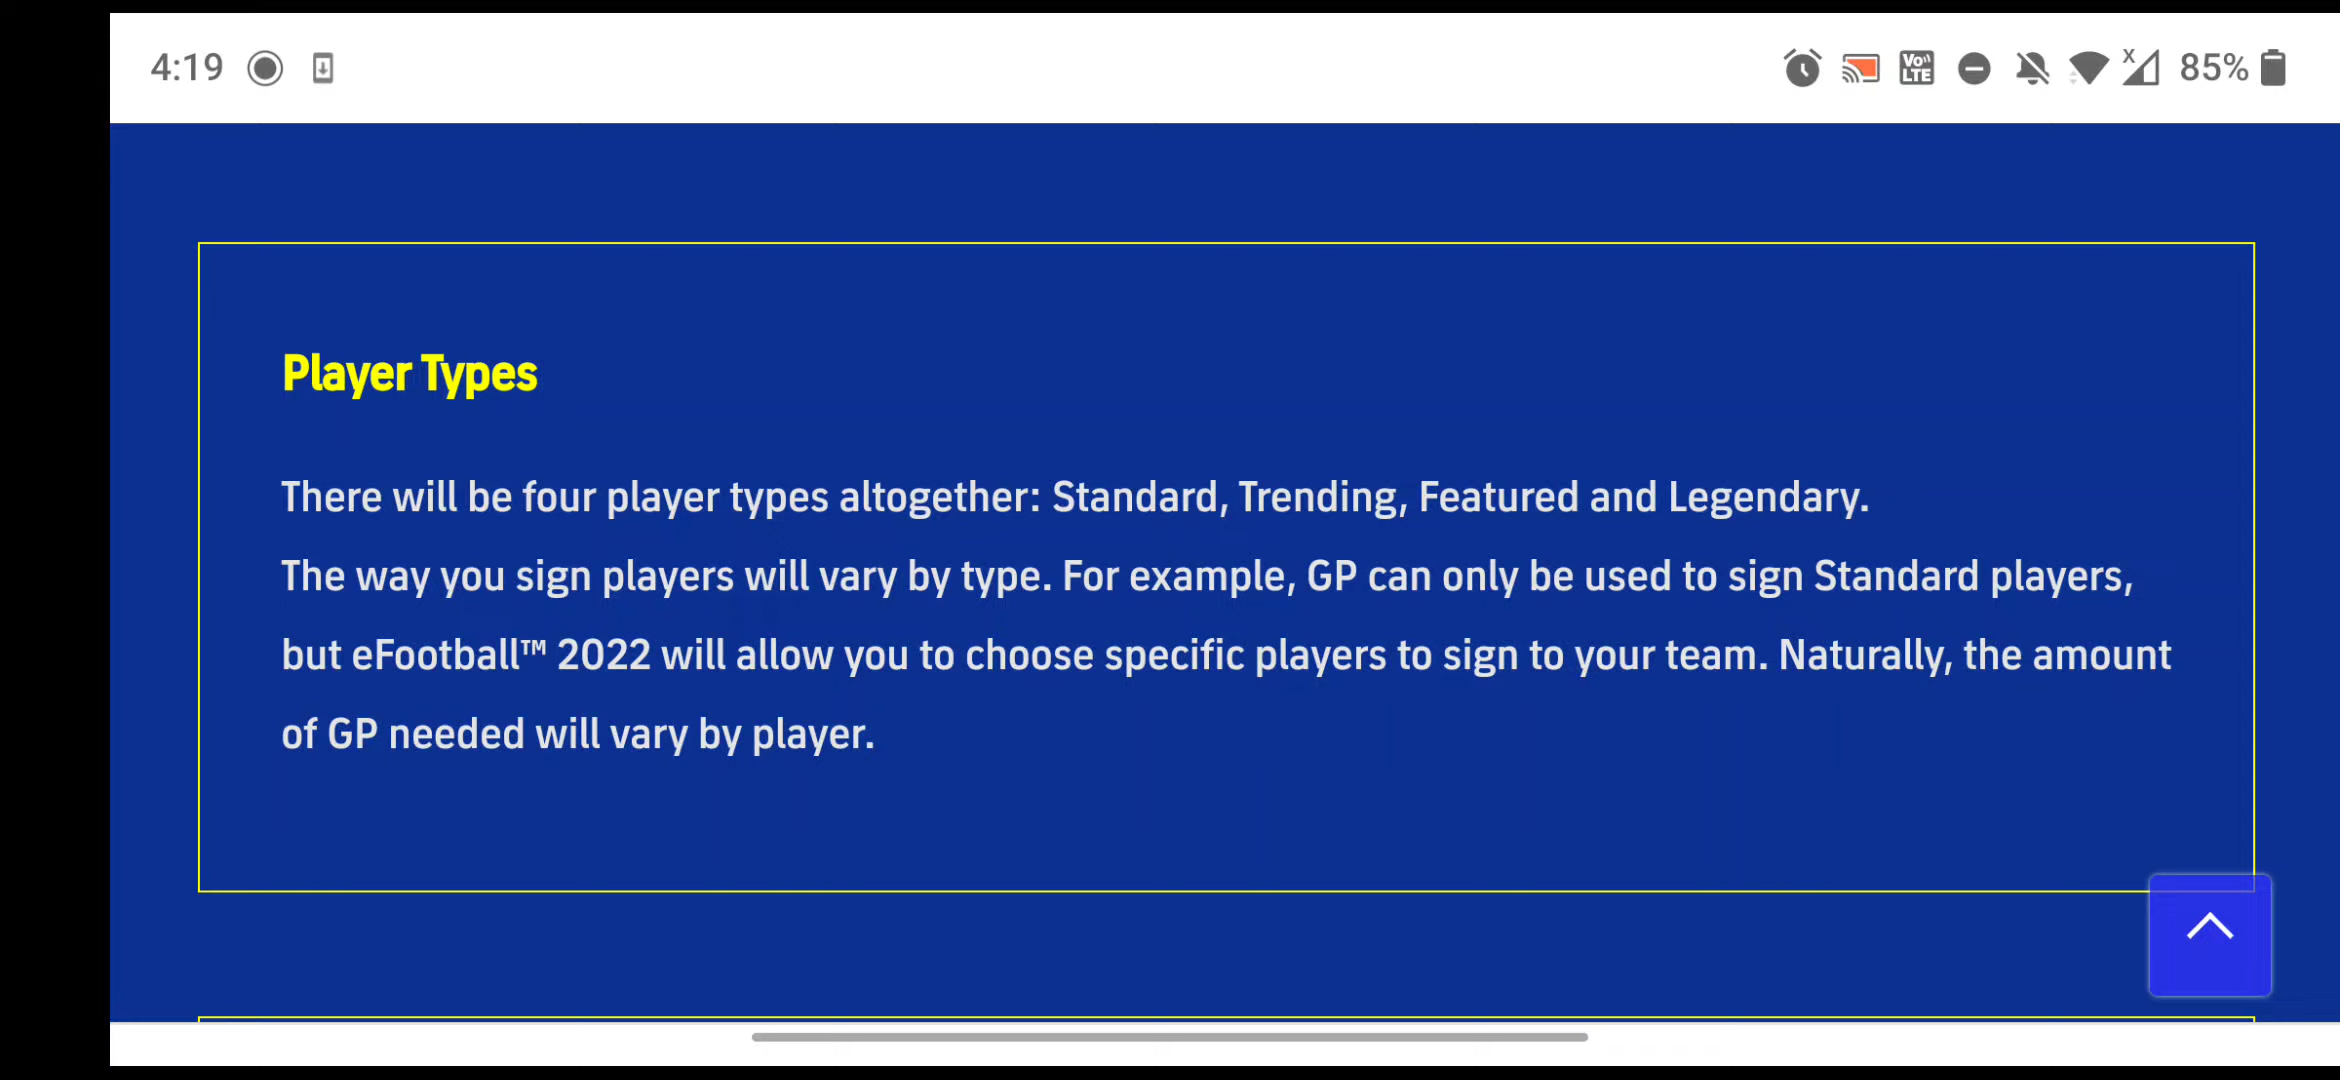 4:19
Vo)) LTE
x
85%
Player Types
There will be four player types altogether: Standard, Trending, Featured and Legendary.
The way you sign players will vary by type. For example, GP can only be used to sign Standard players,
but eFootball™ 2022 will allow you to choose specific players to sign to your team. Naturally, the amount
of GP needed will vary by player.